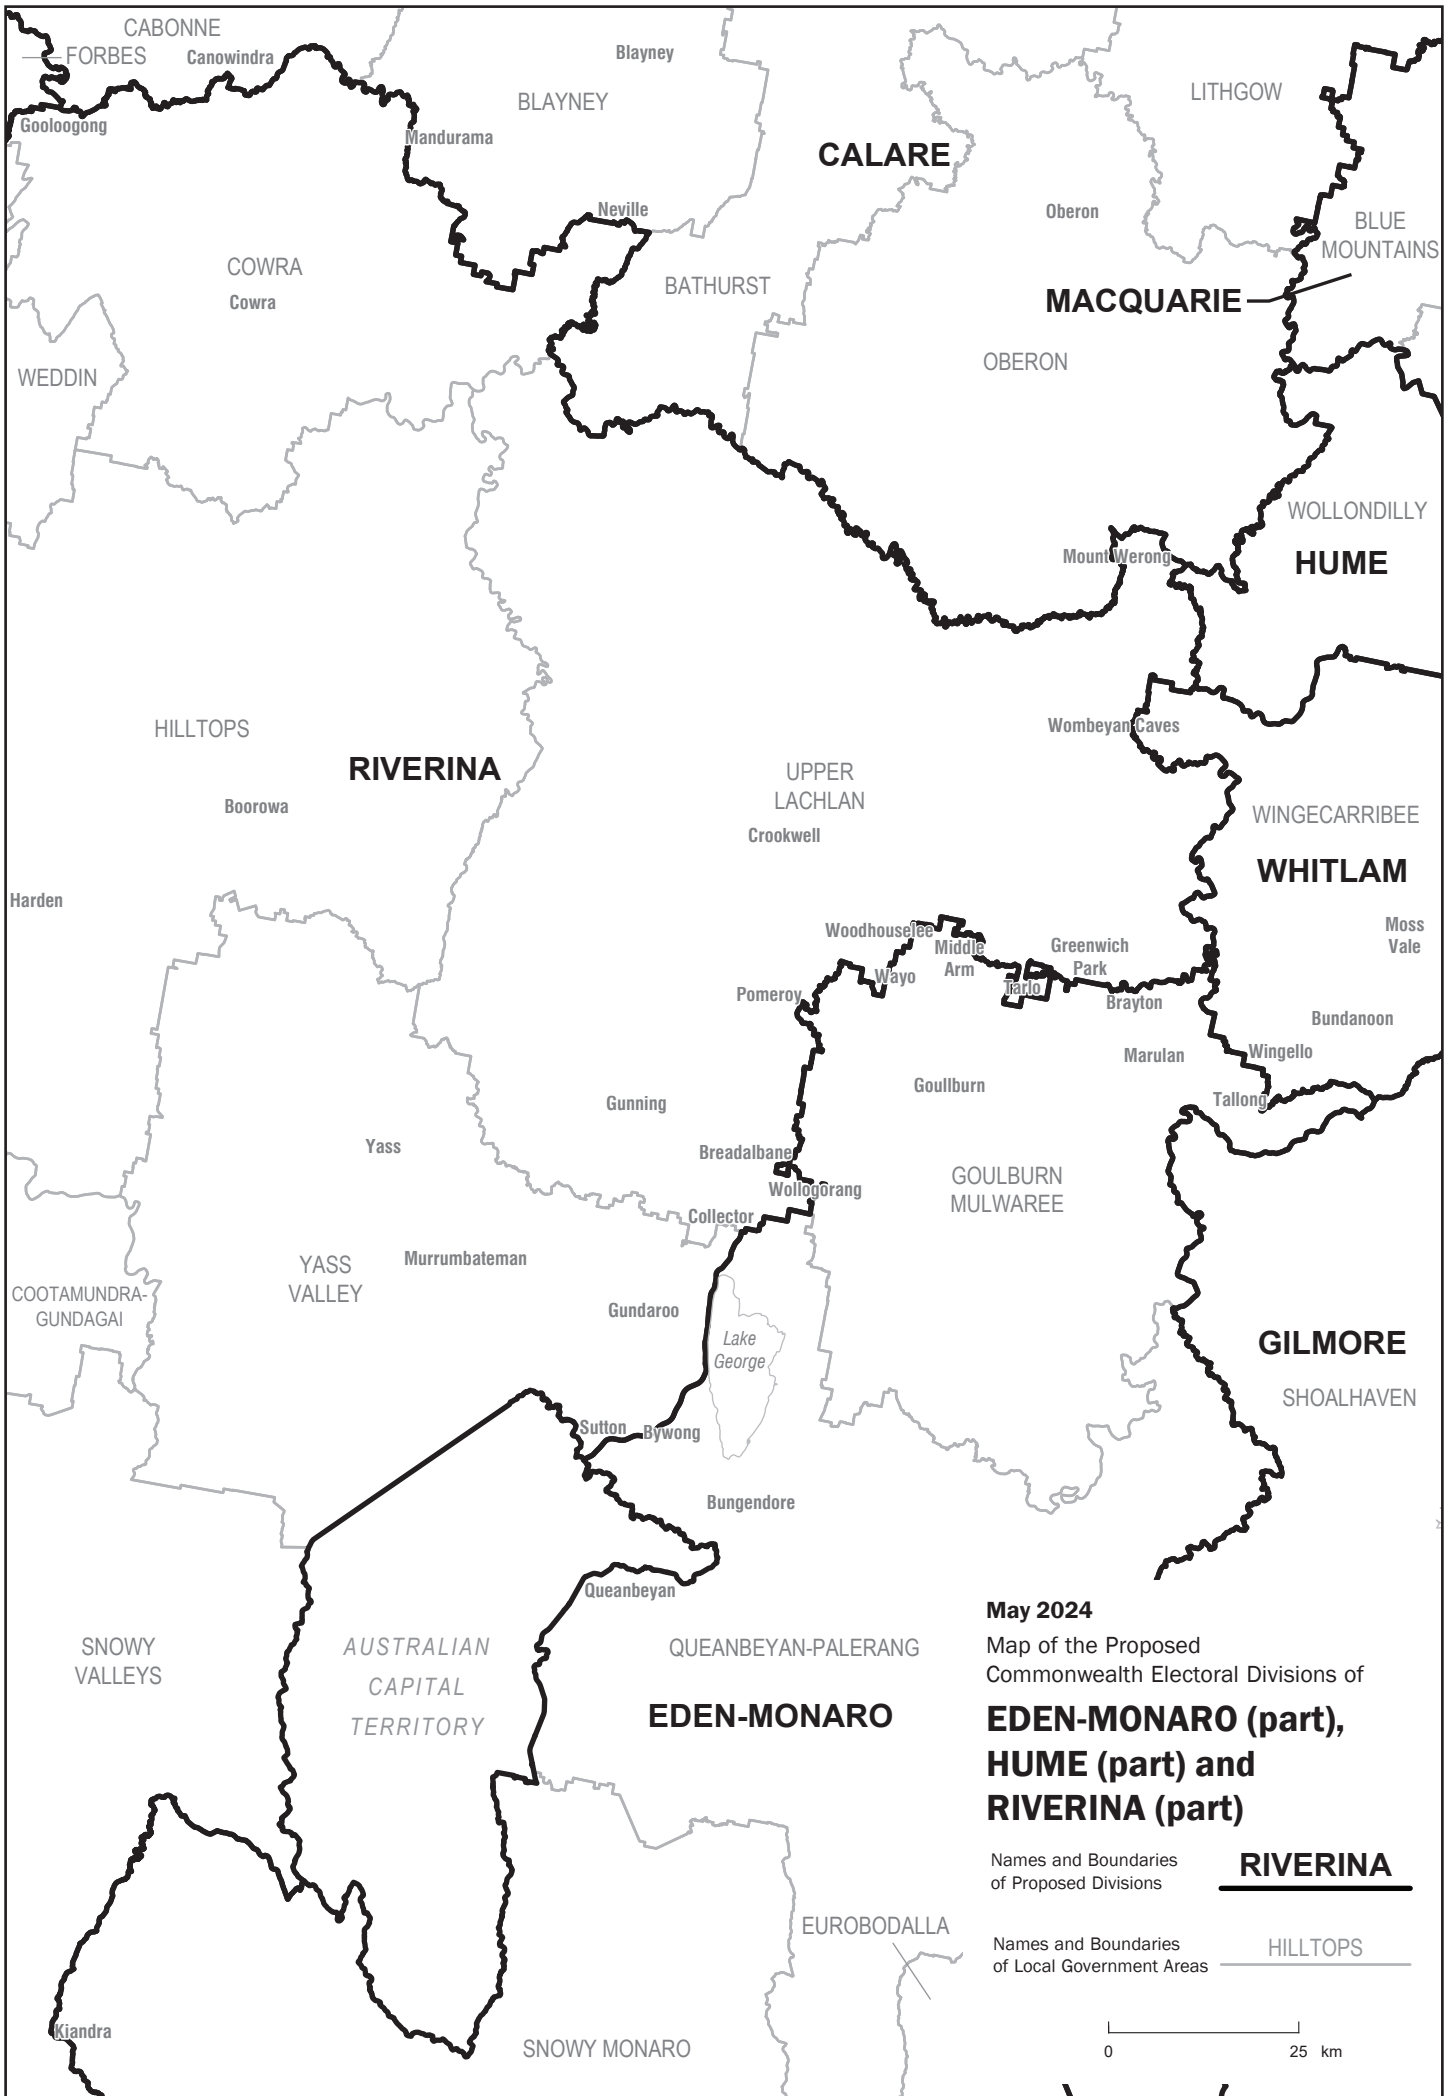 CABONNE
FORBES
Canowindra
Blayney
BLAYNEY
LITHGOW
Gooloogong
Mandurama
CALARE
Neville
Oberon
BLUE
MOUNTAINS
COWRA
Cowra
BATHURST
MACQUARIE
WEDDIN
OBERON
WOLLONDILLY
Mount Werong
HUME
HILLTOPS
Wombeyan Caves
RIVERINA
UPPER
LACHLAN
Boorowa
Crookwell
WINGECARRIBEE
WHITLAM
Harden
Woodhouselee
Middle
Arm
Greenwich
Park
Moss
Vale
Wayo
Tarlo
Pomeroy
Brayton
Bundanoon
Marulan
Wingello
Goullburn
Gunning
Tallong
Yass
Breadalbane
Wollogorang
GOULBURN
MULWAREE
Collector
YASS
VALLEY
Murrumbateman
COOTAMUNDRA-
GUNDAGAI
Gundaroo
Lake
George
GILMORE
SHOALHAVEN
Sutton
Bywong
Bungendore
Queanbeyan
SNOWY
VALLEYS
AUSTRALIAN
CAPITAL
TERRITORY
QUEANBEYAN-PALERANG
EDEN-MONARO
May 2024
Map of the Proposed
Commonwealth Electoral Divisions of
EDEN-MONARO (part),
HUME (part) and
RIVERINA (part)
Names and Boundaries
of Proposed Divisions
RIVERINA
EUROBODALLA
Names and Boundaries
of Local Government Areas
HILLTOPS
Kiandra
SNOWY MONARO
0 25 km